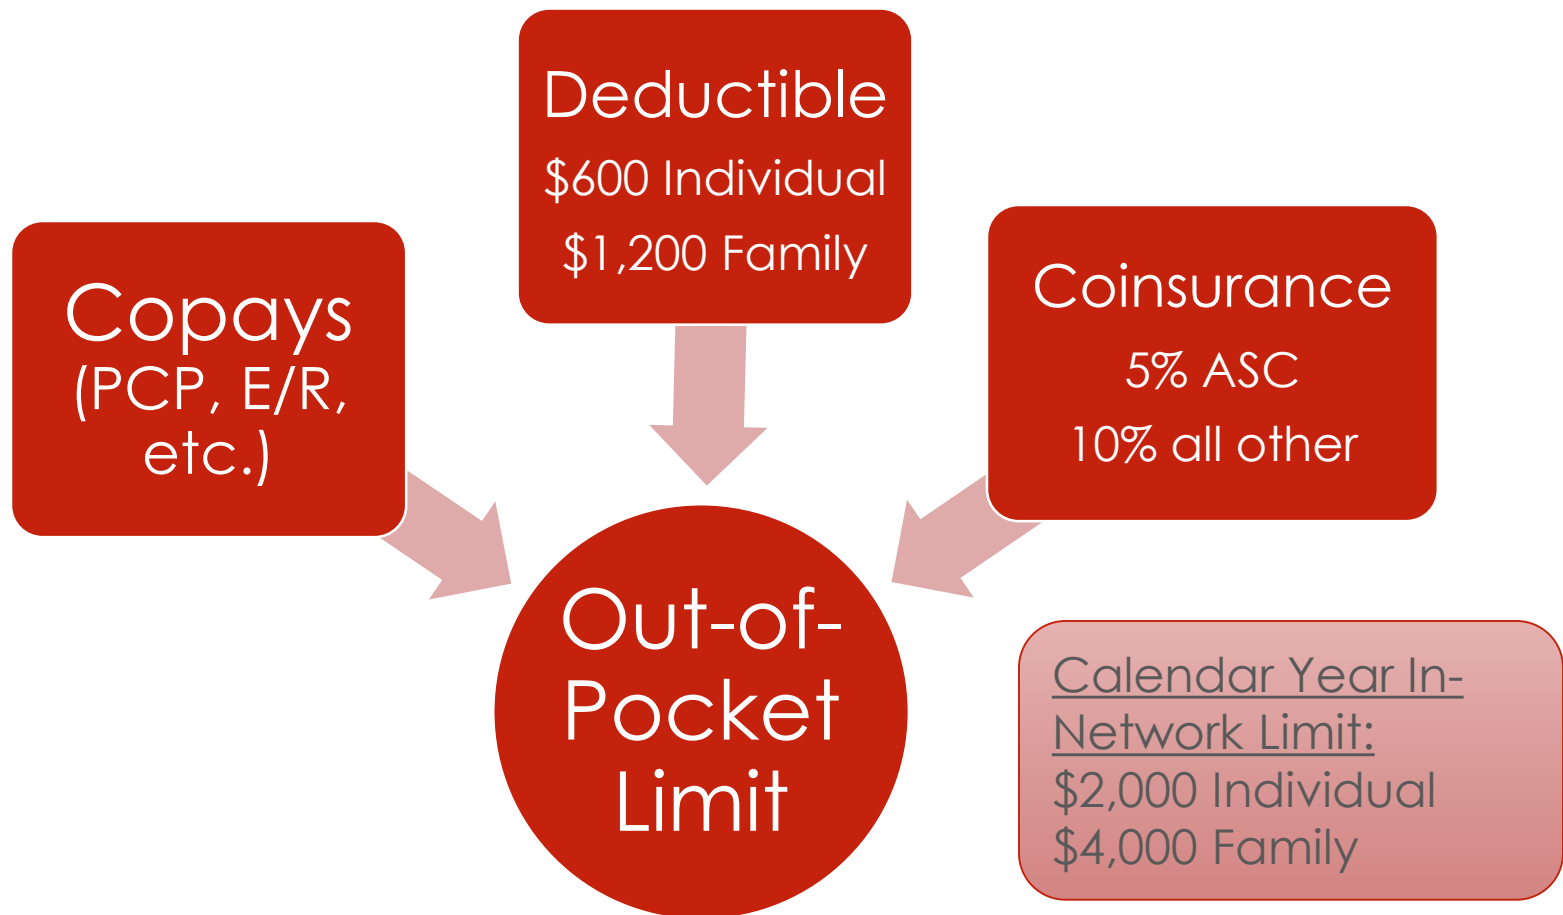 Copays
(PCP, E/R,
etc.)
Deductible
$600 Individual
$1,200 Family
Coinsurance
5% ASC
10% all other
Out-of-
Pocket
Limit
Calendar Year In-
Network Limit:
$2,000 Individual
$4,000 Family